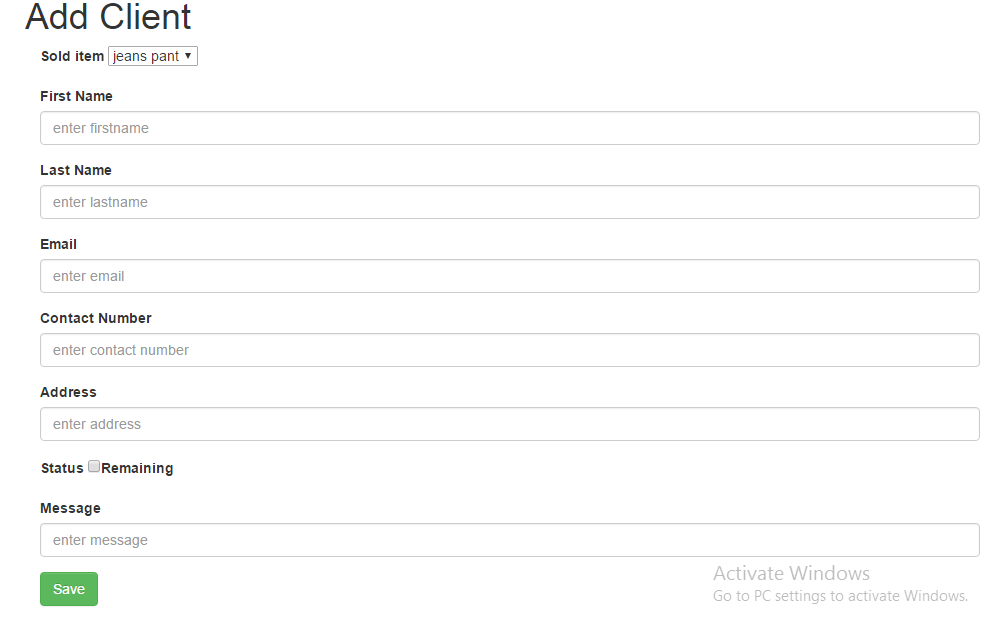 Add Client
Sold item jeans pant
First Name
enter firstname
Last Name
enter lastname
Email
enter email
Contact Number
enter contact number
Address
enter address
Status Remaining
Message
enter message
Save
Activate Windows
Go to PC settings to activate Windows.